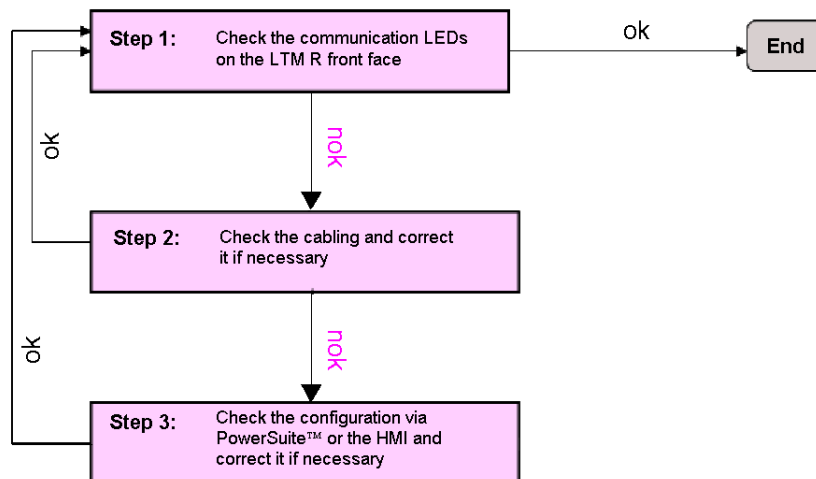 Step 1:
Check the communication LEDs
on the LTM R front face
ok
End
nok
ok
Step 2:
Check the cabling and correct
it if necessary
nok
ok
Step 3:
Check the configuration via
PowerSuite™ or the HMI and
correct it if necessary